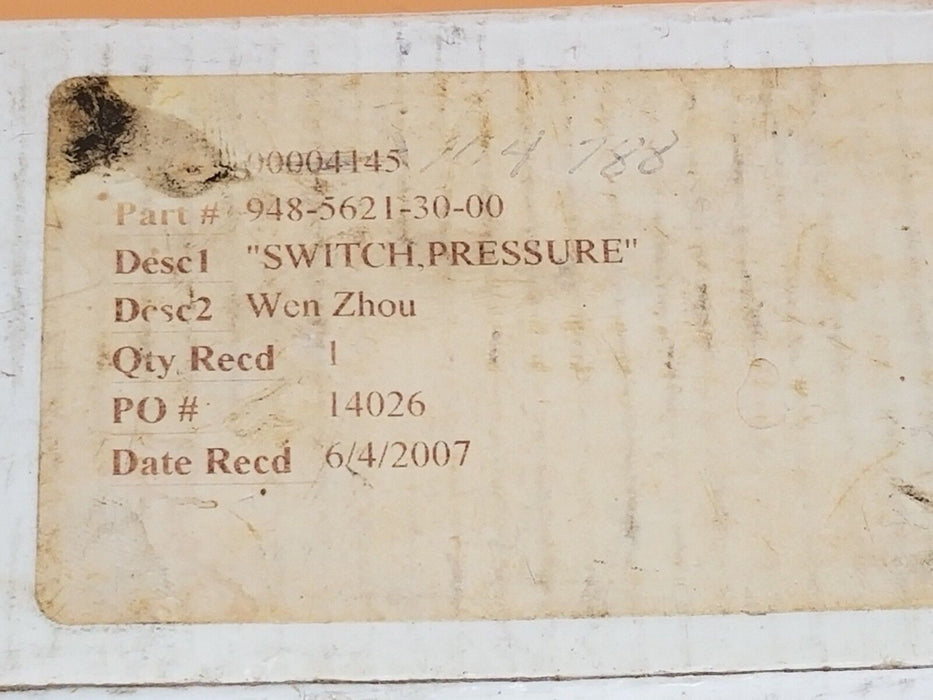 00004145 788
Part # 948-5621-30-00
Desc1 "SWITCH,PRESSURE"
Desc2 Wen Zhou
Qty Recd 1
PO # 14026
Date Recd 6/4/2007